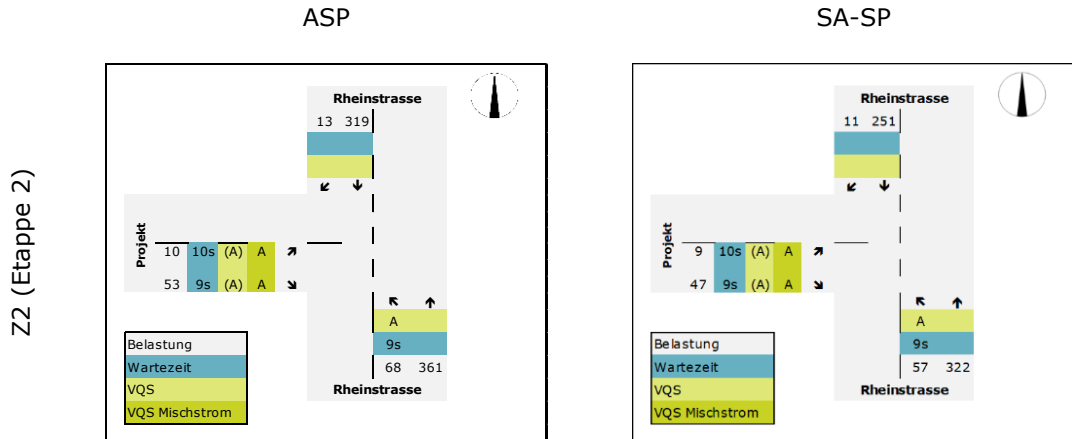 ASP
SA-SP
Z2 (Etappe 2)
Rheinstrasse
13 319
Projekt
10 10s (A) A
53 9s (A) A
A
9s
68 361
Rheinstrasse
Belastung
Wartezeit
VQS
VQS Mischstrom
Rheinstrasse
11 251
Projekt
9 10s (A) A
47 9s (A) A
A
9s
57 322
Rheinstrasse
Belastung
Wartezeit
VQS
VQS Mischstrom